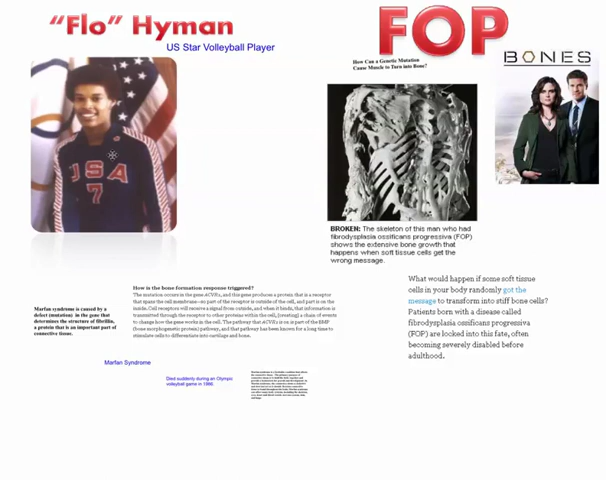 "Flo" Hyman
US Star Volleyball Player
FOP
How Can a Genetic Mutation
Cause Muscle to Turn into Bone?
BONES
USA
7
BROKEN: The skeleton of this man who had
fibrodysplasia ossificans progressiva (FOP)
shows the extensive bone growth that
happens when soft tissue cells get the
wrong message.
What would happen if some soft tissue
cells in your body randomly got the
message to transform into stiff bone cells?
Patients born with a disease called
fibrodysplasia ossificans progressiva
(FOP) are locked into this fate, often
becoming severely disabled before
adulthood.
How is the bone formation response triggered?
The mutation occurs in the gene ACVR1, and this gene produces a protein that is a receptor
that spans the cell membrane—so part of the receptor is outside of the cell, and part is on the
inside. Cell receptors will receive a signal from outside, and when it binds, that information is
transmitted through the receptor to other proteins within the cell, [creating] a chain of events
to change how the gene works in the cell. The pathway that ACVR1 is in is part of the BMP
(bone morphogenetic protein) pathway, and that pathway has been known for a long time to
stimulate cells to differentiate into cartilage and bone.
Marfan syndrome is caused by a
defect (mutation) in the gene that
determines the structure of fibrillin,
a protein that is an important part of
connective tissue.
Marfan Syndrome
Died suddenly during an Olympic
volleyball game in 1986.